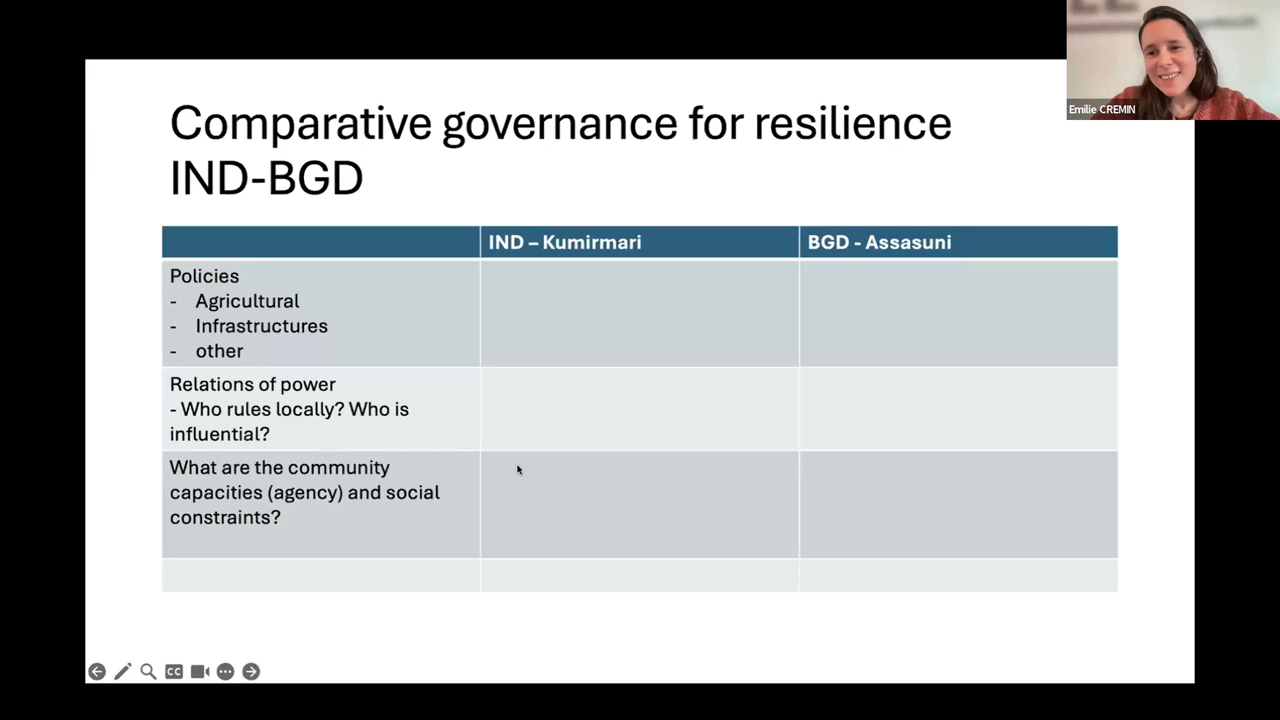 Emilie CREMIN
Comparative governance for resilience
IND-BGD
IND – Kumirmari
BGD - Assasuni
Policies
- Agricultural
- Infrastructures
- other
Relations of power
- Who rules locally? Who is
influential?
What are the community
capacities (agency) and social
constraints?
CC